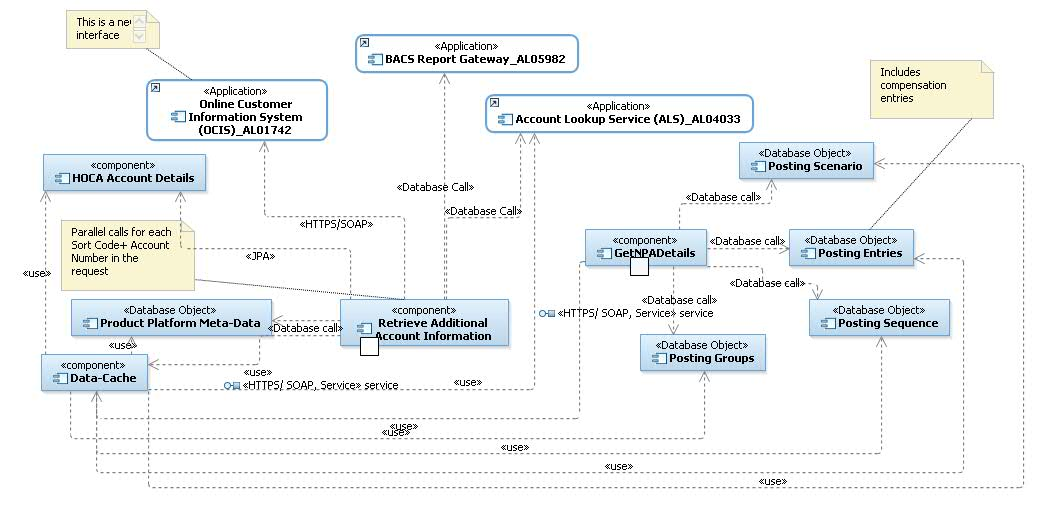 This is a new
interface
«Application»
Online Customer
Information System
(OCIS)_AL01742
«Application»
BACS Report Gateway_AL05982
«Application»
Account Lookup Service (ALS)_AL04033
Includes
compensation
entries
«component»
HOCA Account Details
«Database Object»
Posting Scenario
«Database Call»
«Database Call»
«HTTPS/SOAP»
Parallel calls for each
Sort Code+ Account
Number in the
request
«JPA»
«use»
«component»
GetNPADetails
«Database call»
«Database Object»
Posting Entries
«Database call»
«Database call»
«HTTPS/ SOAP, Service» service
«Database Object»
Product Platform Meta-Data
«Database call»
«component»
Retrieve Additional
Account Information
«Database Object»
Posting Sequence
«Database Object»
Posting Groups
«use»
«component»
Data-Cache
«use»
«HTTPS/ SOAP, Service» service
«use»
«use»
«use»
«use»
«use»
«use»